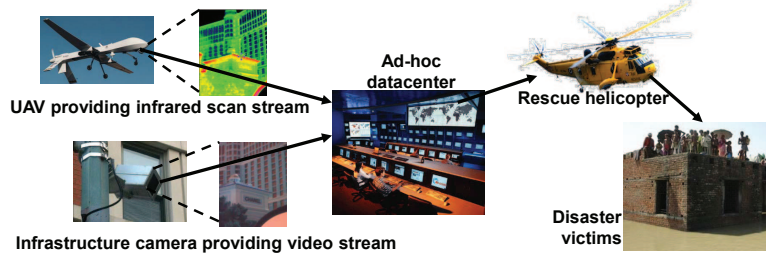 Ad-hoc
datacenter
UAV providing infrared scan stream
Rescue helicopter
Disaster
victims
Infrastructure camera providing video stream